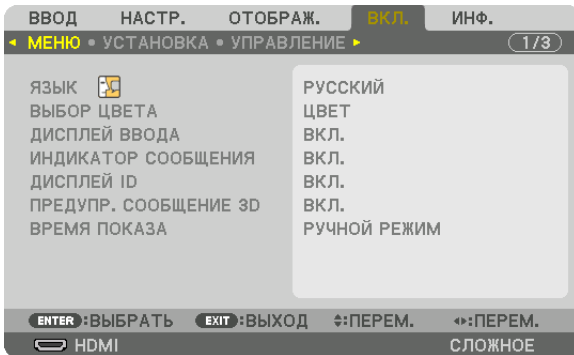 ВВОД НАСТР. ОТОБРАЖ. ВКЛ. ИНФ.
МЕНЮ • УСТАНОВКА • УПРАВЛЕНИЕ 1/3
ЯЗЫК РУССКИЙ
ВЫБОР ЦВЕТА ЦВЕТ
ДИСПЛЕЙ ВВОДА ВКЛ.
ИНДИКАТОР СООБЩЕНИЯ ВКЛ.
ДИСПЛЕЙ ID ВКЛ.
ПРЕДУПР. СООБЩЕНИЕ 3D ВКЛ.
ВРЕМЯ ПОКАЗА РУЧНОЙ РЕЖИМ
ENTER :ВЫБРАТЬ EXIT :ВЫХОД :ПЕРЕМ. :ПЕРЕМ.
HDMI СЛОЖНОЕ